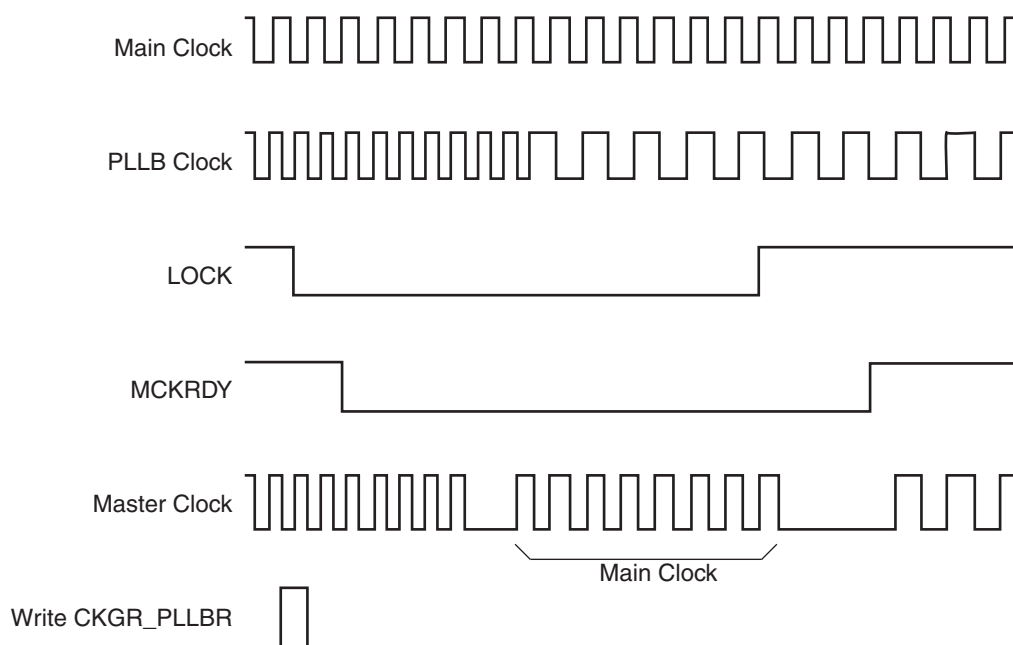 Main Clock
PLLB Clock
LOCK
MCKRDY
Master Clock
Main Clock
Write CKGR_PLLBR